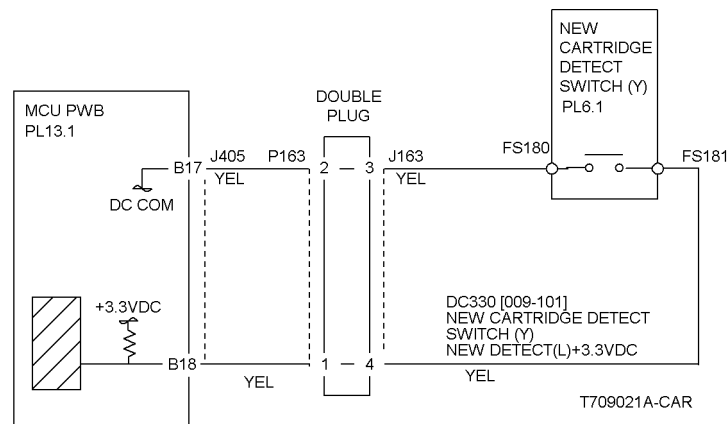 NEW
CARTRIDGE
DETECT
SWITCH (Y)
PL6.1
MCU PWB
PL13.1
DOUBLE
PLUG
B17
J405
P163
2 – 3
J163
FS180
FS181
YEL
YEL
DC COM
+3.3VDC
DC330 [009-101]
NEW CARTRIDGE DETECT
SWITCH (Y)
NEW DETECT(L)+3.3VDC
B18
YEL
1 – 4
YEL
T709021A-CAR